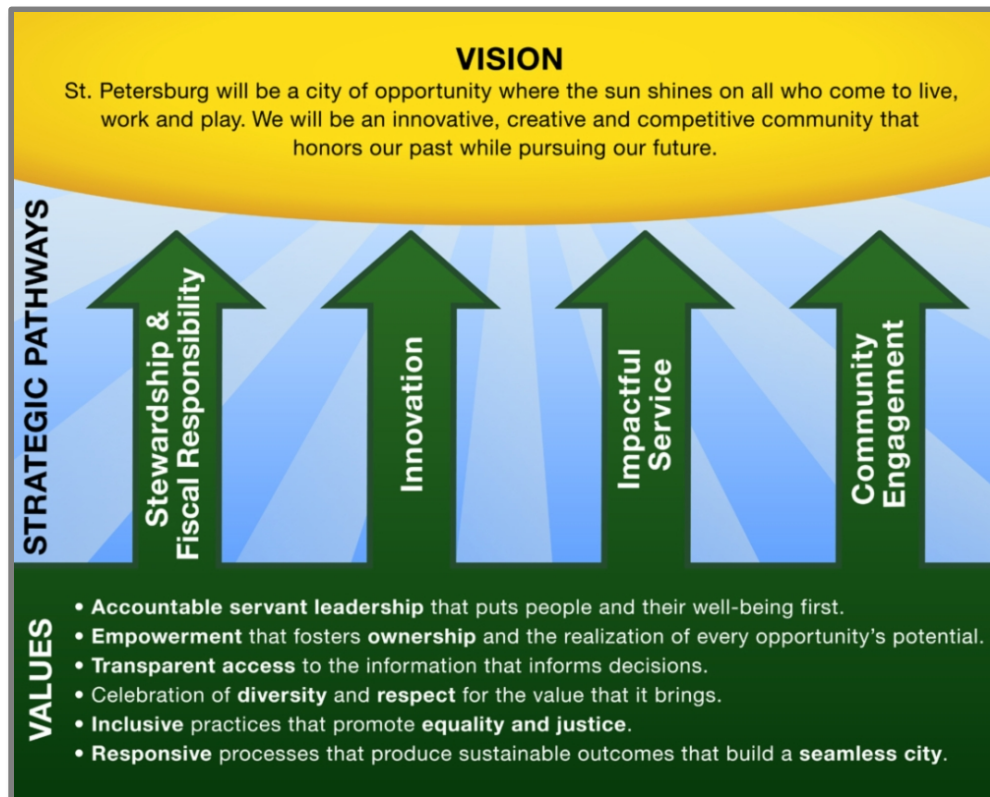 VISION
St. Petersburg will be a city of opportunity where the sun shines on all who come to live,
work and play. We will be an innovative, creative and competitive community that
honors our past while pursuing our future.
STRATEGIC PATHWAYS
Stewardship &
Fiscal Responsibility
Innovation
Impactful
Service
Community
Engagement
VALUES
• Accountable servant leadership that puts people and their well-being first.
• Empowerment that fosters ownership and the realization of every opportunity's potential.
• Transparent access to the information that informs decisions.
• Celebration of diversity and respect for the value that it brings.
• Inclusive practices that promote equality and justice.
• Responsive processes that produce sustainable outcomes that build a seamless city.